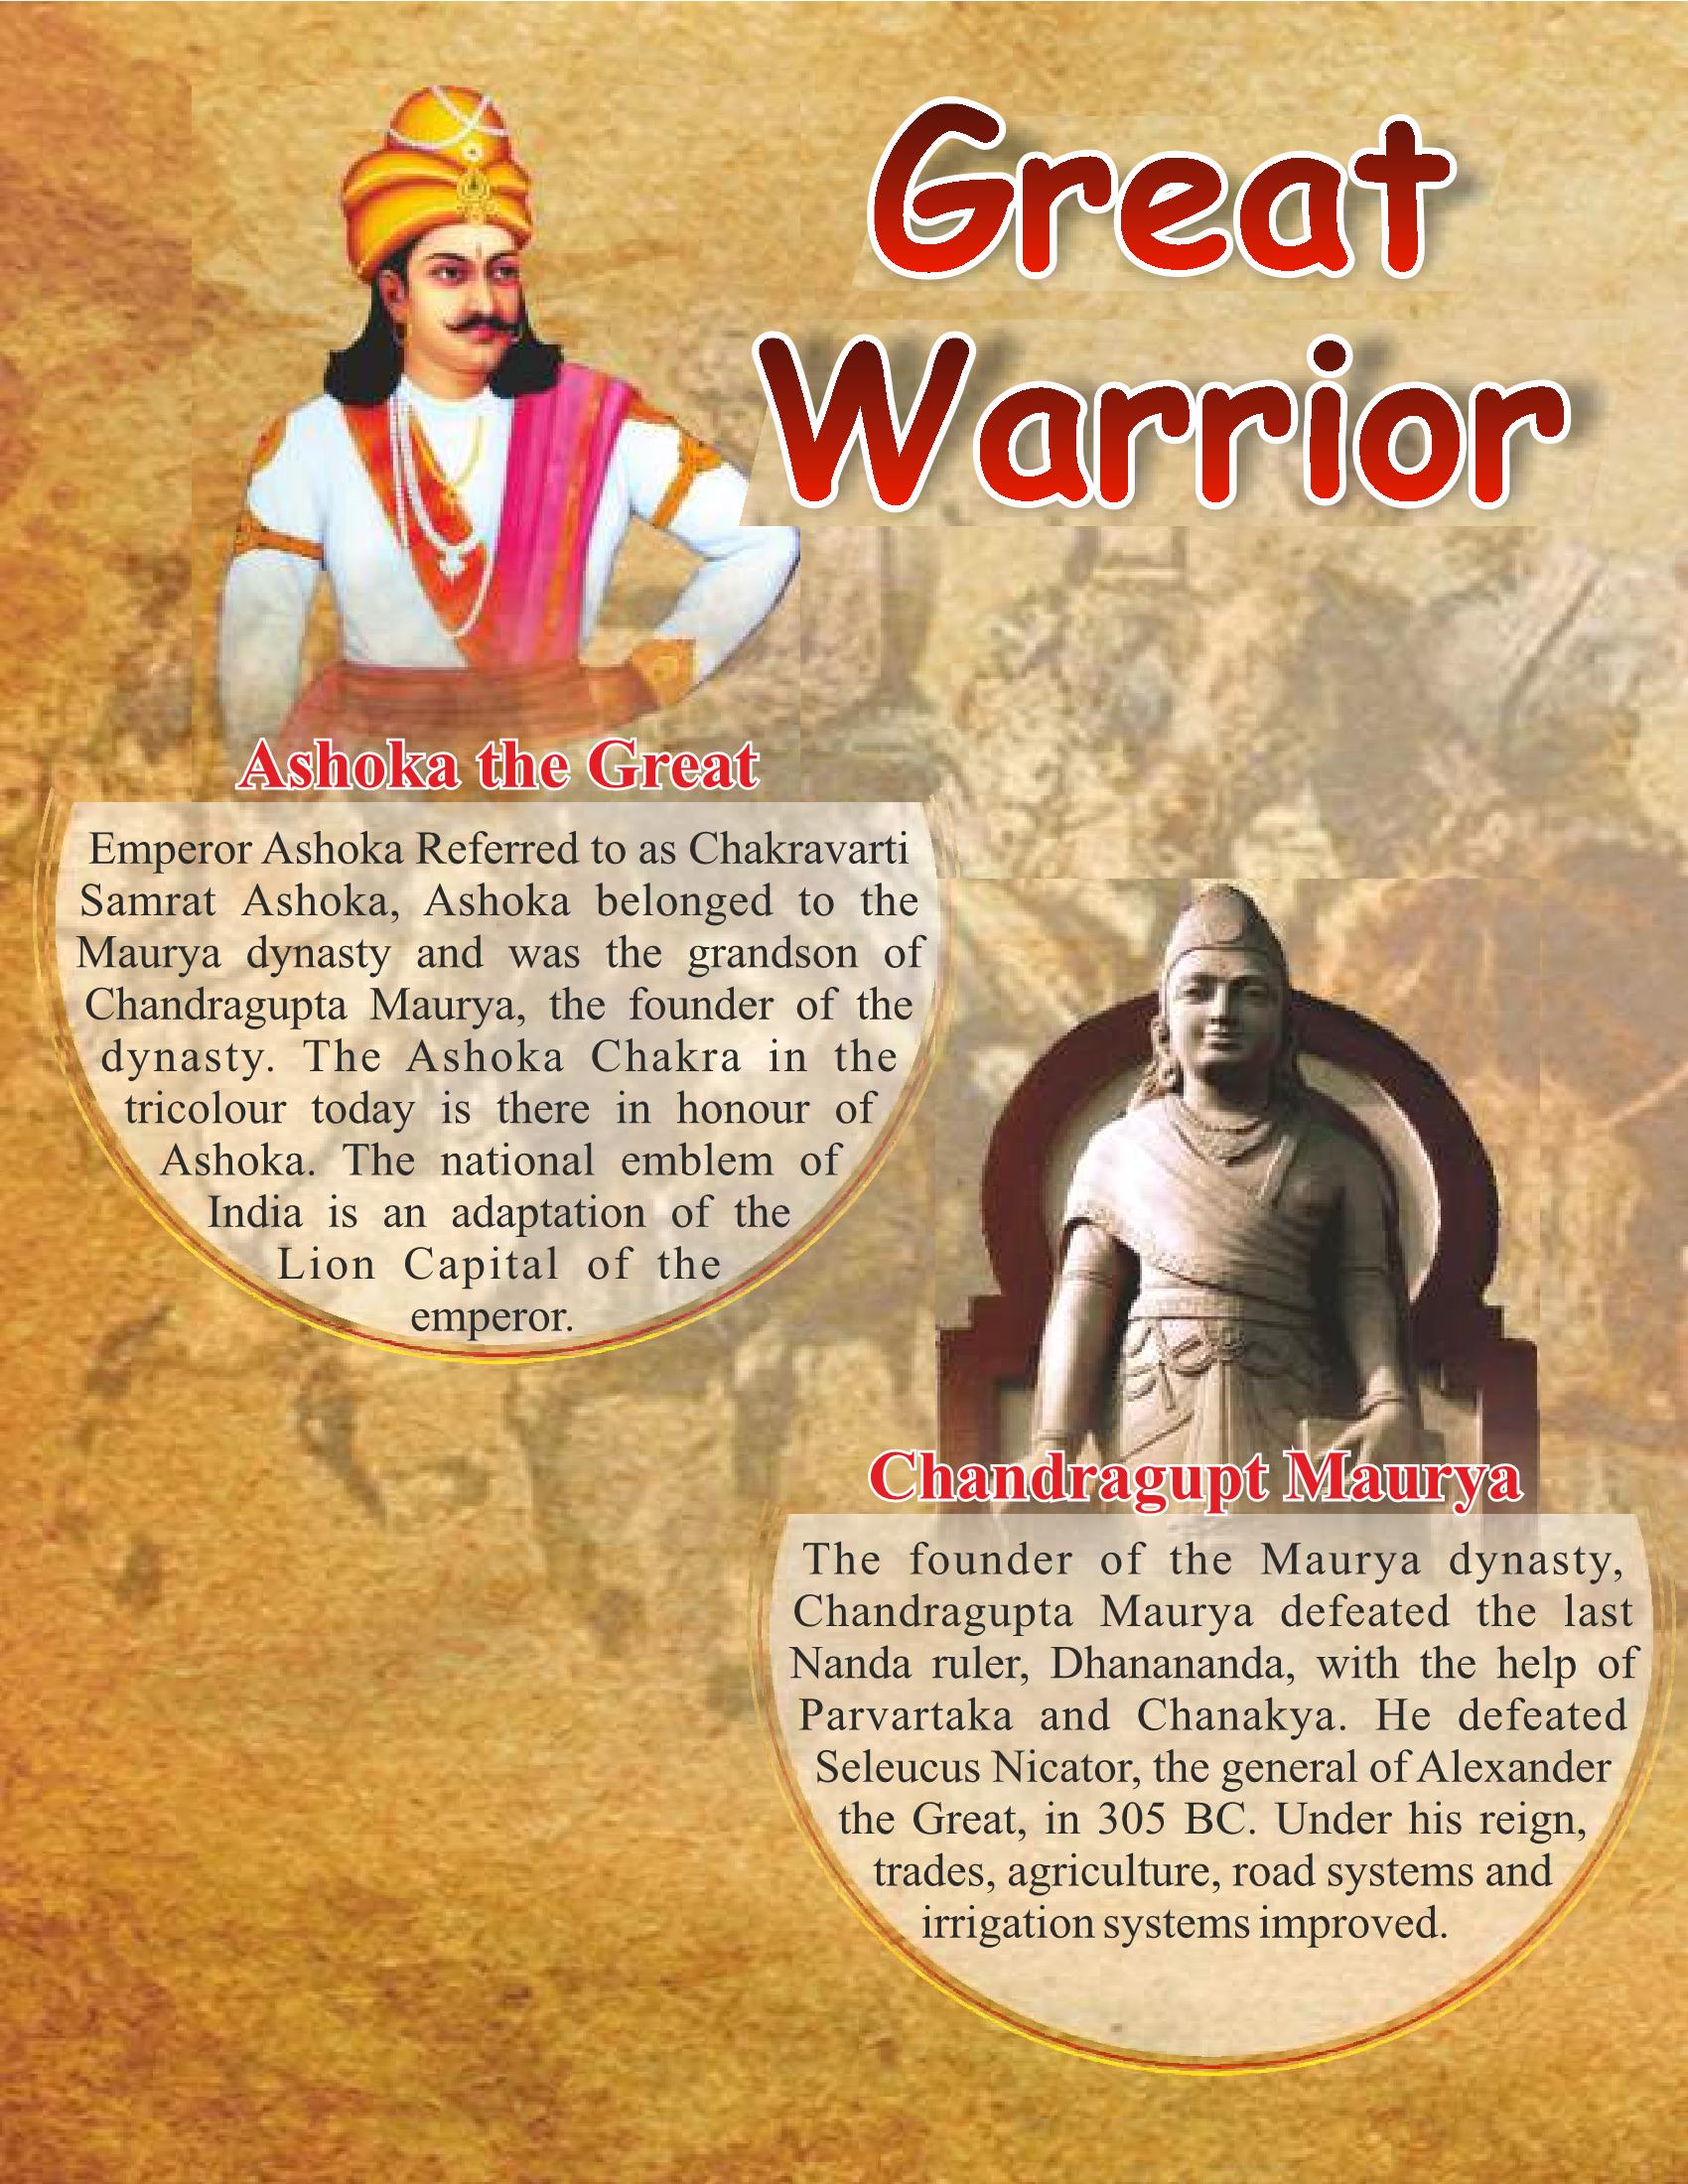 Great
Warrior
Ashoka the Great
Emperor Ashoka Referred to as Chakravarti
Samrat Ashoka, Ashoka belonged to the
Maurya dynasty and was the grandson of
Chandragupta Maurya, the founder of the
dynasty. The Ashoka Chakra in the
tricolour today is there in honour of
Ashoka. The national emblem of
India is an adaptation of the
Lion Capital of the
emperor.
Chandragupt Maurya
The founder of the Maurya dynasty,
Chandragupta Maurya defeated the last
Nanda ruler, Dhanananda, with the help of
Parvartaka and Chanakya. He defeated
Seleucus Nicator, the general of Alexander
the Great, in 305 BC. Under his reign,
trades, agriculture, road systems and
irrigation systems improved.